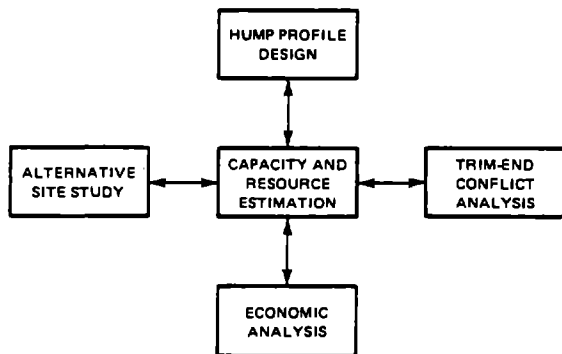 HUMP PROFILE
DESIGN
ALTERNATIVE
SITE STUDY
CAPACITY AND
RESOURCE
ESTIMATION
TRIM-END
CONFLICT
ANALYSIS
ECONOMIC
ANALYSIS